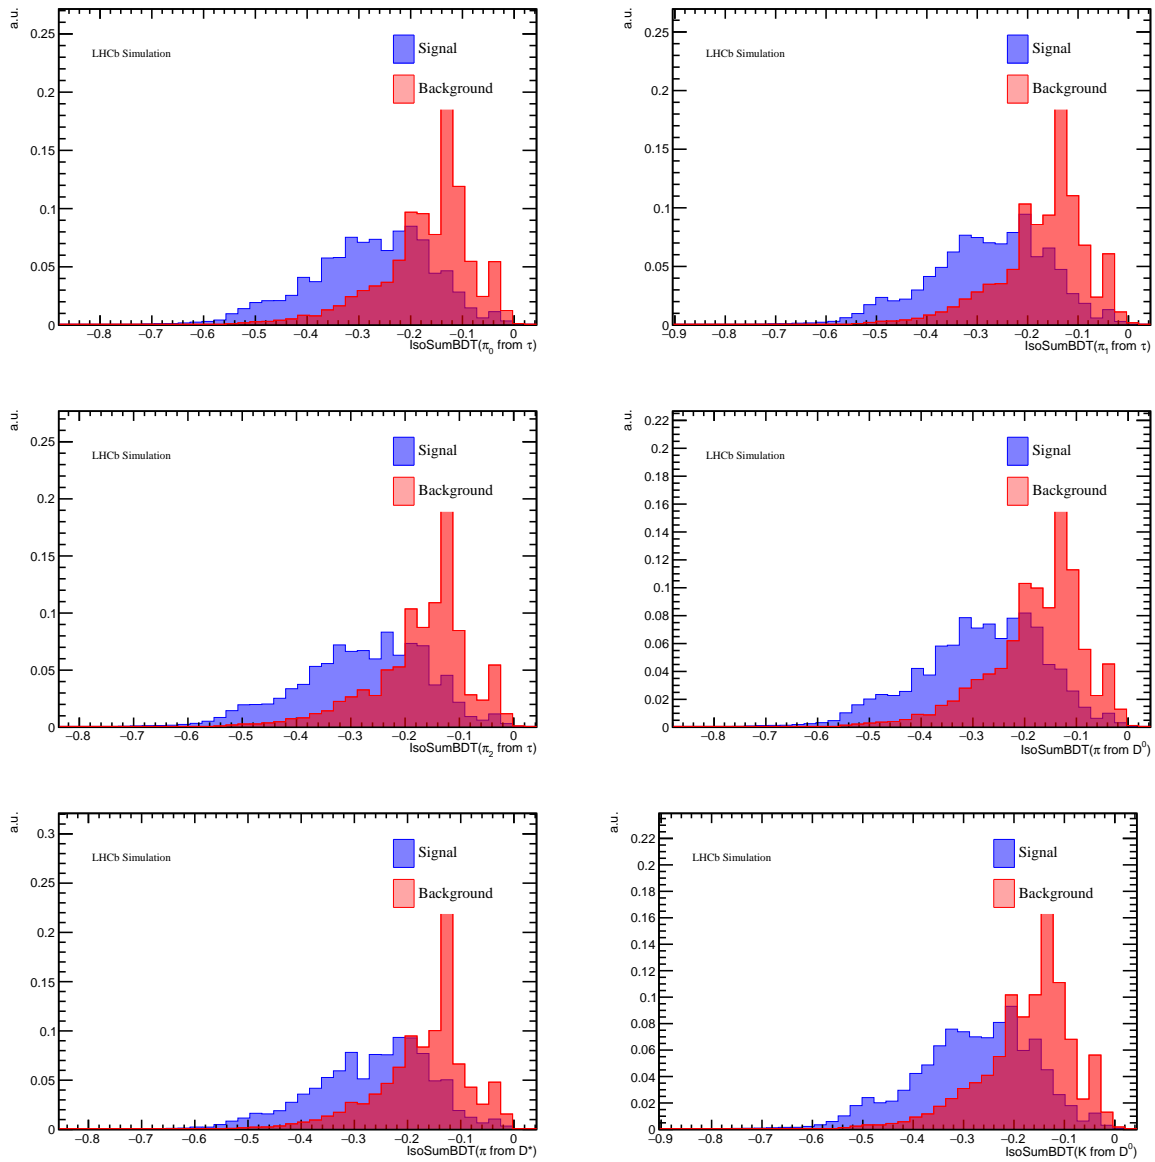 a.u.
0.25
0.2
0.15
0.1
0.05
0
LHCb Simulation
Signal
Background
−0.8 −0.7 −0.6 −0.5 −0.4 −0.3 −0.2 −0.1 0
IsoSumBDT(π0 from τ)
a.u.
0.25
0.2
0.15
0.1
0.05
0
LHCb Simulation
Signal
Background
−0.9 −0.8 −0.7 −0.6 −0.5 −0.4 −0.3 −0.2 −0.1 0
IsoSumBDT(π1 from τ)
a.u.
0.25
0.2
0.15
0.1
0.05
0
LHCb Simulation
Signal
Background
−0.8 −0.7 −0.6 −0.5 −0.4 −0.3 −0.2 −0.1 0
IsoSumBDT(π2 from τ)
a.u.
0.22
0.2
0.18
0.16
0.14
0.12
0.1
0.08
0.06
0.04
0.02
0
LHCb Simulation
Signal
Background
−0.8 −0.7 −0.6 −0.5 −0.4 −0.3 −0.2 −0.1 0
IsoSumBDT(π from D0)
a.u.
0.3
0.25
0.2
0.15
0.1
0.05
0
LHCb Simulation
Signal
Background
−0.8 −0.7 −0.6 −0.5 −0.4 −0.3 −0.2 −0.1 0
IsoSumBDT(π from D*)
a.u.
0.22
0.2
0.18
0.16
0.14
0.12
0.1
0.08
0.06
0.04
0.02
0
LHCb Simulation
Signal
Background
−0.9 −0.8 −0.7 −0.6 −0.5 −0.4 −0.3 −0.2 −0.1 0
IsoSumBDT(K from D0)